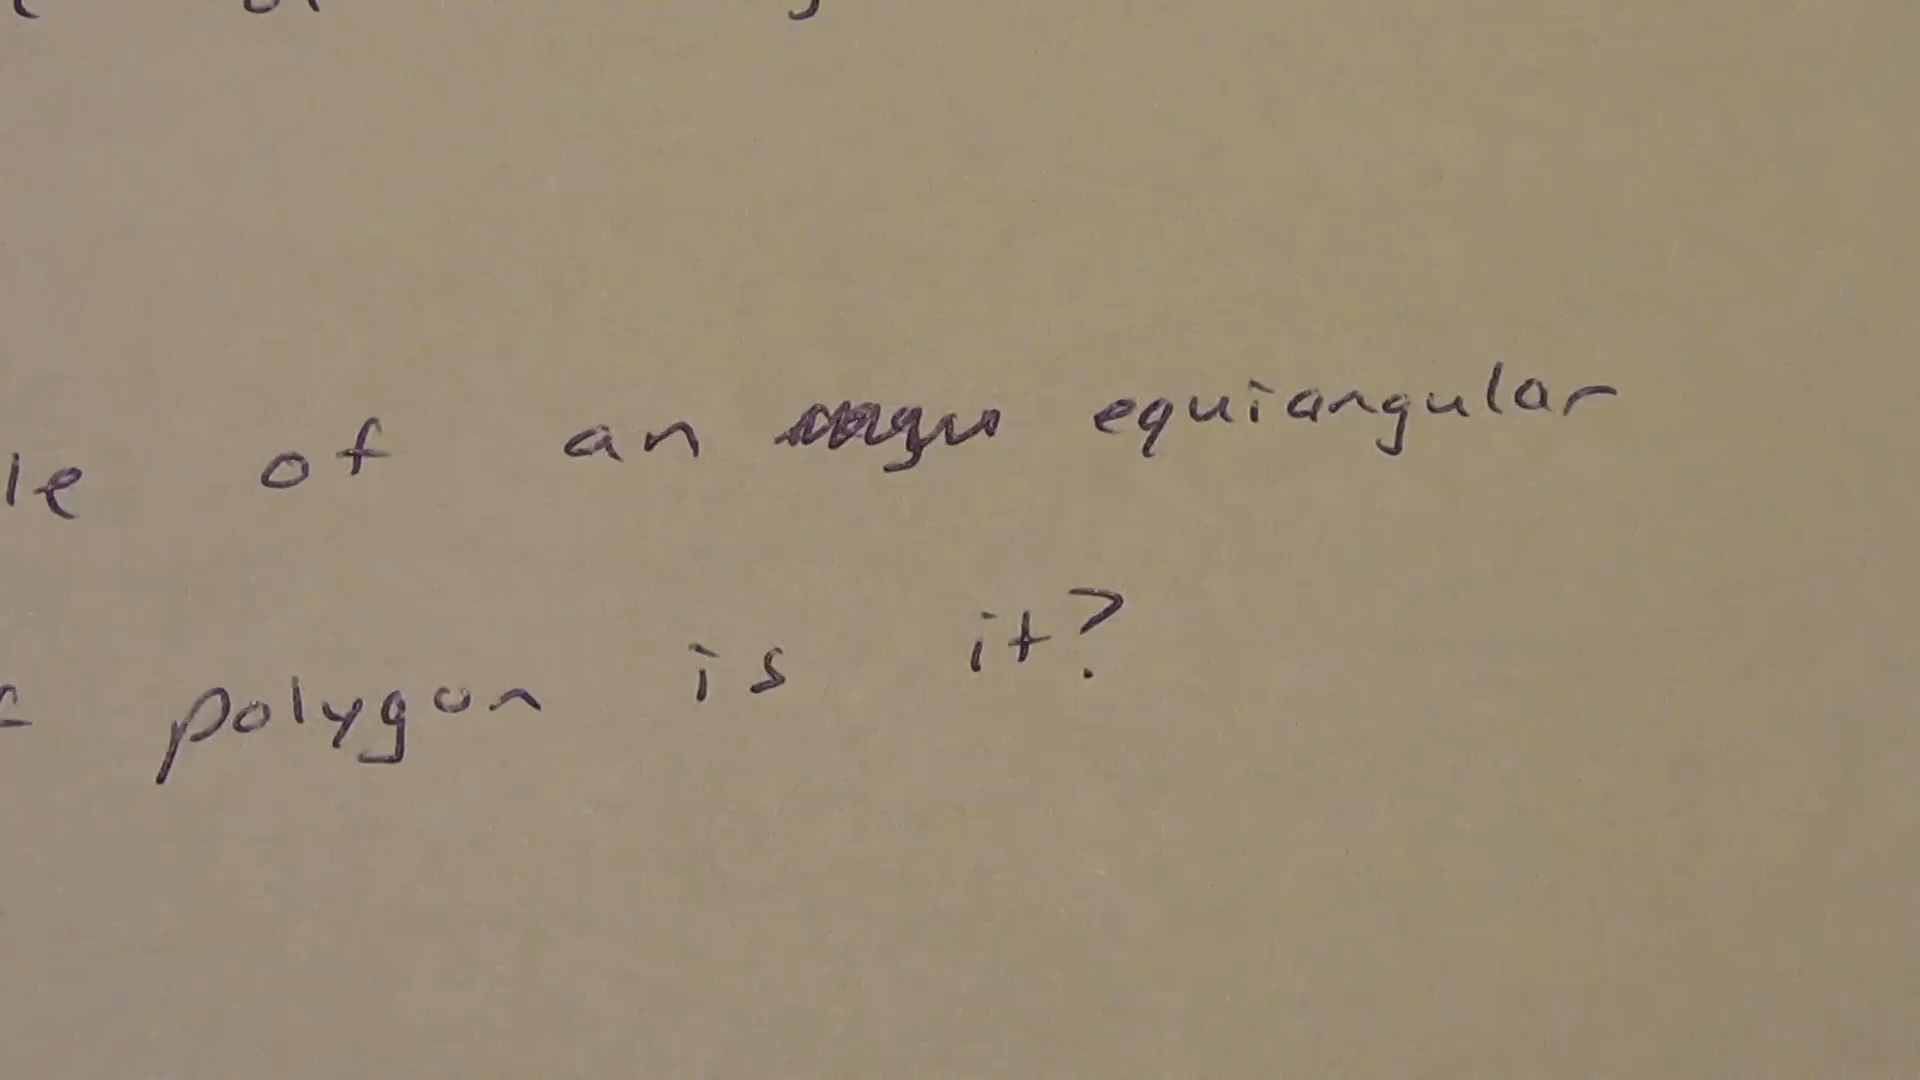 le of an equiangular
polygon is it?